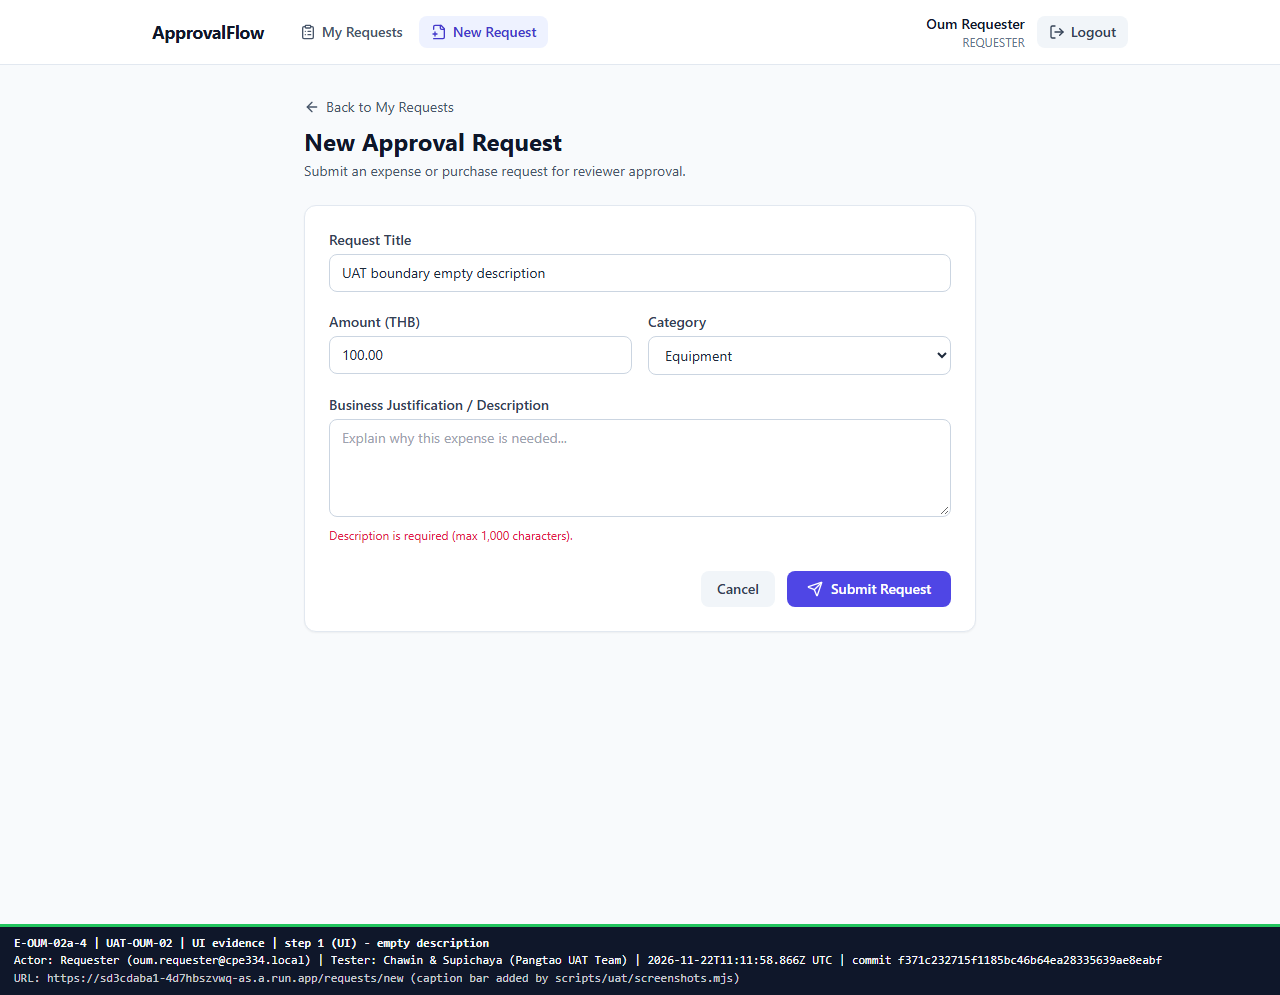 ApprovalFlow
My Requests
New Request
Oum Requester
REQUESTER
Logout
Back to My Requests
New Approval Request
Submit an expense or purchase request for reviewer approval.
Request Title
UAT boundary empty description
Amount (THB)
Category
100.00
Equipment
Business Justification / Description
Explain why this expense is needed...
Description is required (max 1,000 characters).
Cancel
Submit Request
E-OUM-02a-4 | UAT-OUM-02 | UI evidence | step 1 (UI) - empty description
Actor: Requester (oum.requester@cpe334.local) | Tester: Chawin & Supichaya (Pangtao UAT Team) | 2026-11-22T11:11:58.866Z UTC | commit f371c232715f1185bc46b64ea28335639ae8eabf
URL: https://sd3cdaba1-4d7hbszvwq-as.a.run.app/requests/new (caption bar added by scripts/uat/screenshots.mjs)